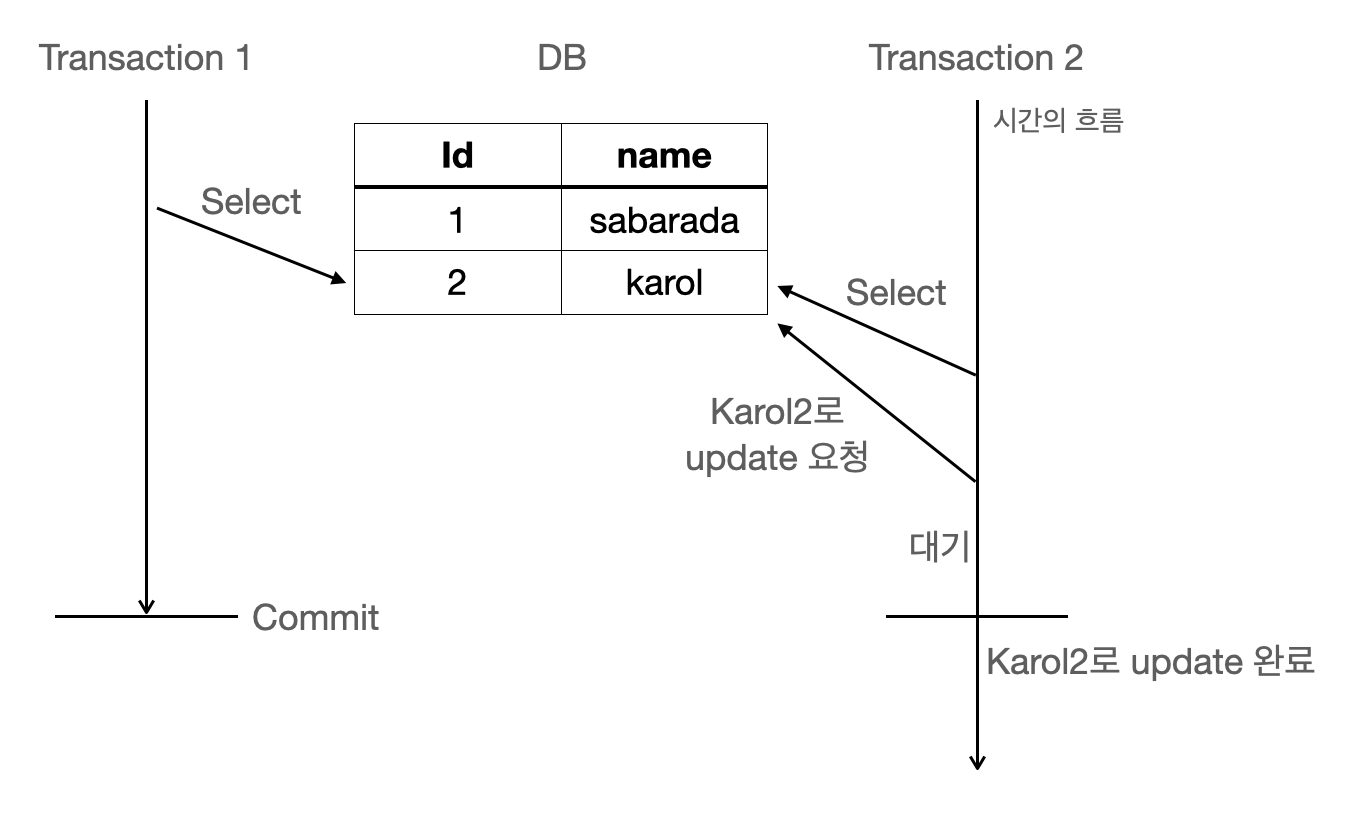 Transaction 1
DB
Transaction 2
시간의 흐름
Id name
1 sabarada
2 karol
Select
Select
Karol2로
update 요청
대기
Commit
Karol2로 update 완료